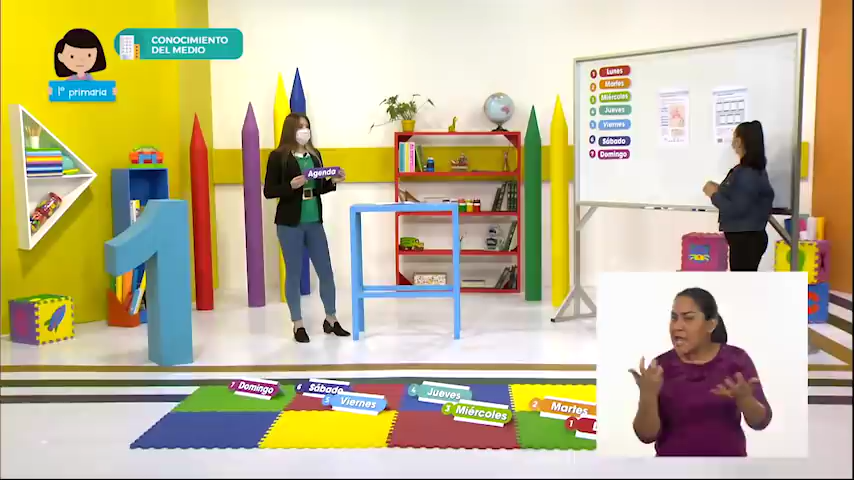 CONOCIMIENTO
DEL MEDIO
1° primaria
1 Lunes
2 Martes
3 Miércoles
4 Jueves
5 Viernes
6 Sábado
7 Domingo
Agenda
1
7 Domingo
6 Sábado
5 Viernes
4 Jueves
3 Miércoles
2 Martes
1